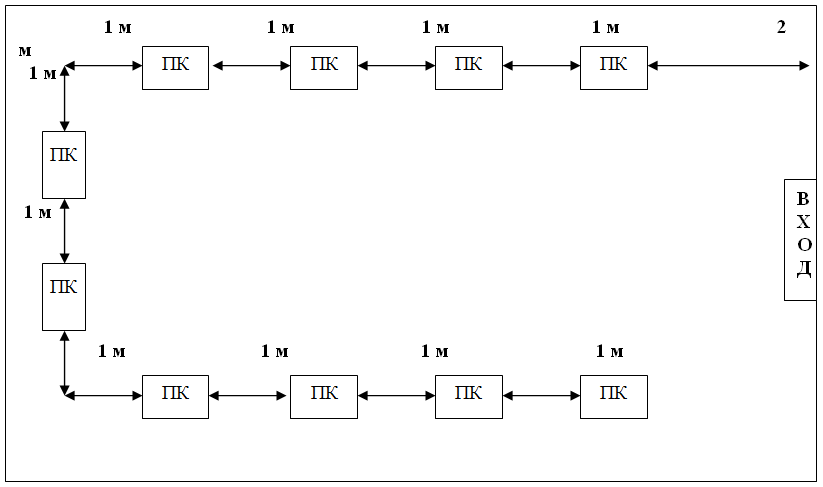 1 м 1 м 1 м 1 м 2
м
1 м
ПК ПК ПК ПК
ПК
1 м
ПК
1 м 1 м 1 м 1 м
ПК ПК ПК ПК
В
Х
О
Д